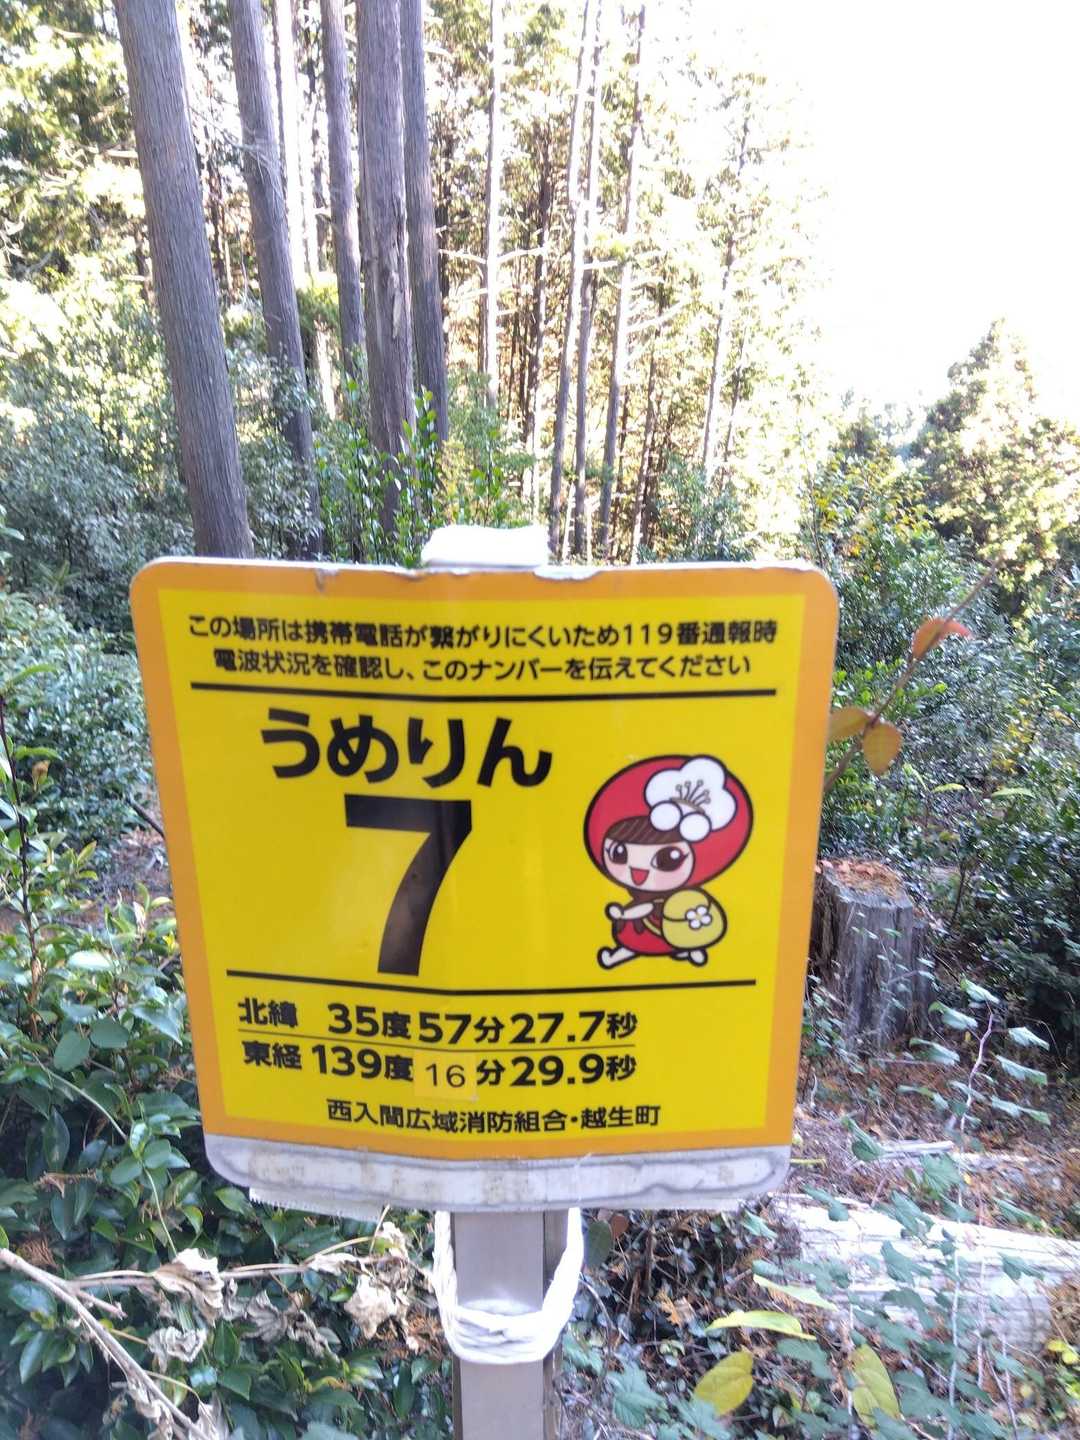 この場所は携帯電話が繋がりにくいため119番通報時
電波状況を確認し、このナンバーを伝えてください
うめりん
7
北緯 35度57分27.7秒
東経 139度16分29.9秒
西入間広域消防組合・越生町